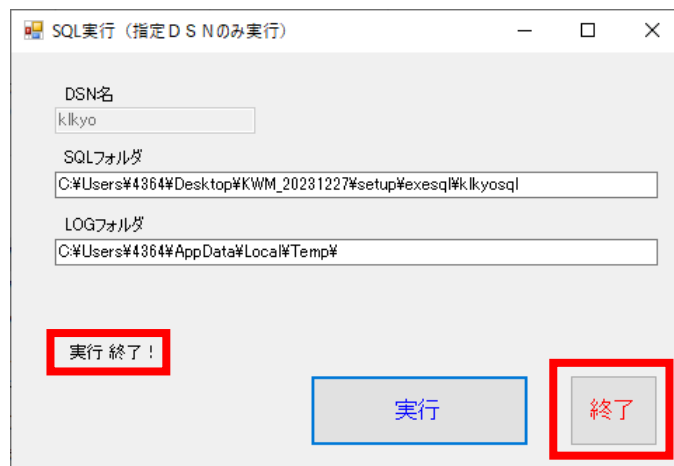 SQL実行（指定ＤＳＮのみ実行）
DSN名
klkyo
SQLフォルダ
C:¥Users¥4364¥Desktop¥KWM_20231227¥setup¥exesql¥klkyosql
LOGフォルダ
C:¥Users¥4364¥AppData¥Local¥Temp¥
実行 終了！
実行
終了